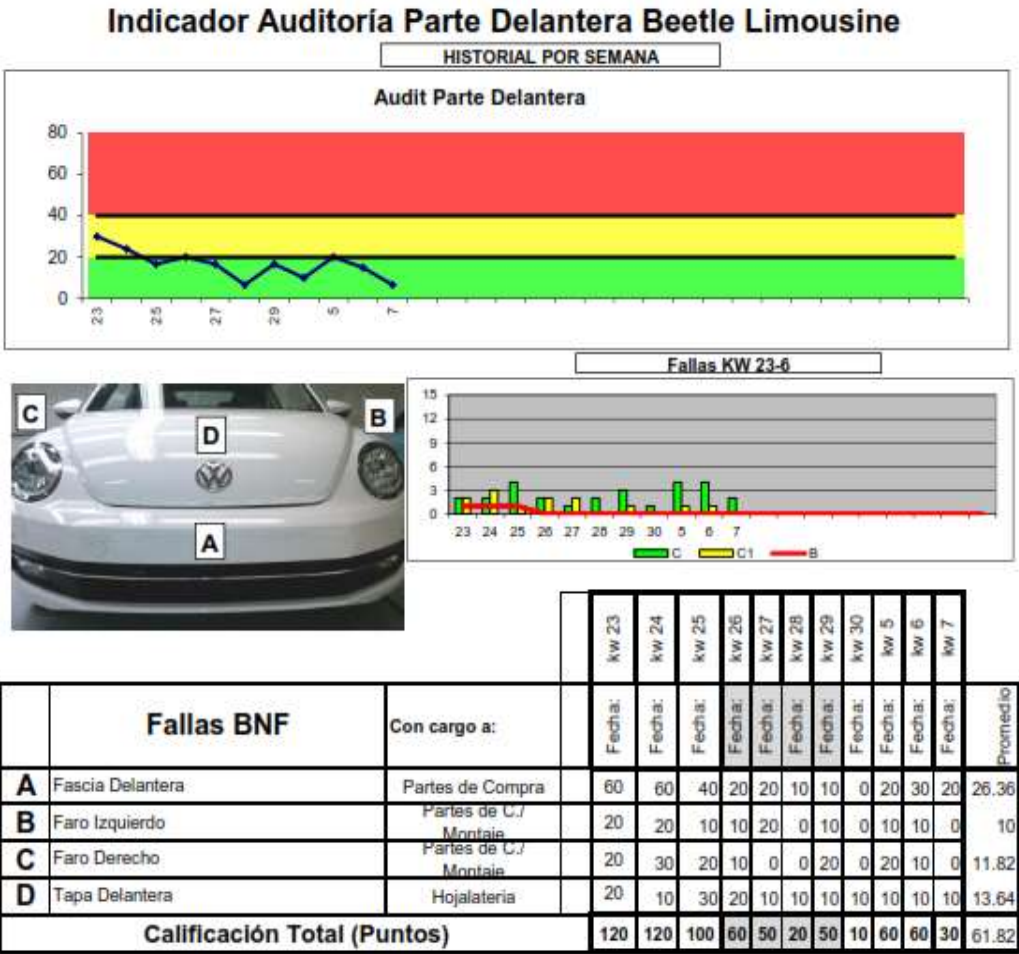 Indicador Auditoría Parte Delantera Beetle Limousine
HISTORIAL POR SEMANA
Audit Parte Delantera
80
60
40
20
0
23 25 27 29 5 7
Fallas KW 23-6
15
12
9
6
3
0
23 24 25 26 27 28 29 30 5 6 7
C C1 B
C B
D
A
kw 23 kw 24 kw 25 kw 26 kw 27 kw 28 kw 29 kw 30 kw 5 kw 6 kw 7
Fallas BNF Con cargo a: Fecha: Fecha: Fecha: Fecha: Fecha: Fecha: Fecha: Fecha: Fecha: Fecha: Fecha: Promedio
A Fascia Delantera Partes de Compra 60 60 40 20 20 10 10 0 20 30 20 26.36
B Faro Izquierdo Partes de C./ Montaje 20 20 10 10 20 0 10 0 10 10 0 10
C Faro Derecho Partes de C./ Montaje 20 30 20 10 0 0 20 0 20 10 0 11.82
D Tapa Delantera Hojalateria 20 10 30 20 10 10 10 10 10 10 10 13.64
Calificación Total (Puntos) 120 120 100 60 50 20 50 10 60 60 30 61.82